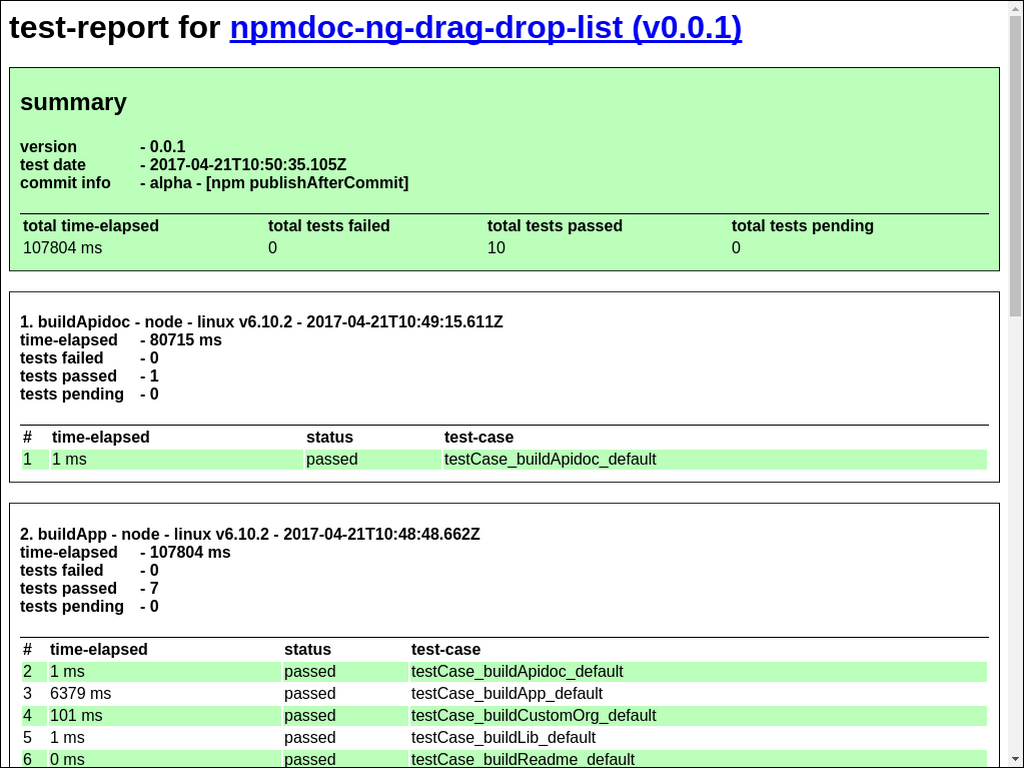 test-report for npmdoc-ng-drag-drop-list (v0.0.1)
summary
version - 0.0.1
test date - 2017-04-21T10:50:35.105Z
commit info - alpha - [npm publishAfterCommit]
total time-elapsed total tests failed total tests passed total tests pending
107804 ms 0 10 0
1. buildApidoc - node - linux v6.10.2 - 2017-04-21T10:49:15.611Z
time-elapsed - 80715 ms
tests failed - 0
tests passed - 1
tests pending - 0
# time-elapsed status test-case
1 1 ms passed testCase_buildApidoc_default
2. buildApp - node - linux v6.10.2 - 2017-04-21T10:48:48.662Z
time-elapsed - 107804 ms
tests failed - 0
tests passed - 7
tests pending - 0
# time-elapsed status test-case
2 1 ms passed testCase_buildApidoc_default
3 6379 ms passed testCase_buildApp_default
4 101 ms passed testCase_buildCustomOrg_default
5 1 ms passed testCase_buildLib_default
6 0 ms passed testCase_buildReadme_default